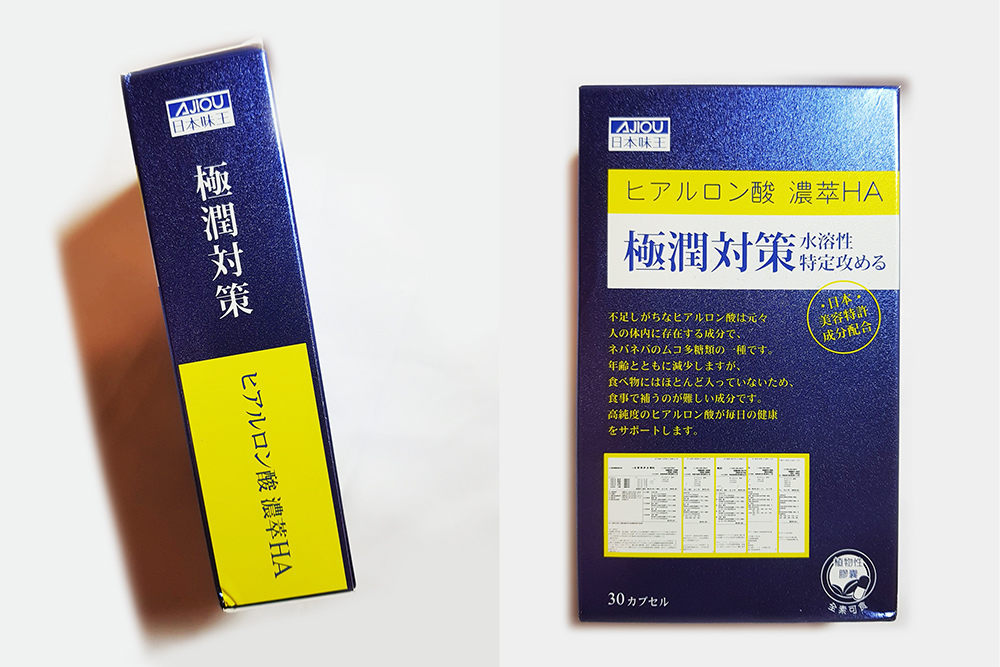 AJIOU
日本味王
極潤対策
ヒアルロン酸 濃萃HA
AJIOU
日本味王
ヒアルロン酸 濃萃HA
極潤対策
水溶性
特定攻める
・日本・
美容特許
成分配合
不足しがちなヒアルロン酸は元々
人の体内に存在する成分で、
ネバネバのムコ多糖類の一種です。
年齢とともに減少しますが、
食べ物にはほとんど入っていないため、
食事で補うのが難しい成分です。
高純度のヒアルロン酸が毎日の健康
をサポートします。
植物性
膠囊
全素可食
30カプセル